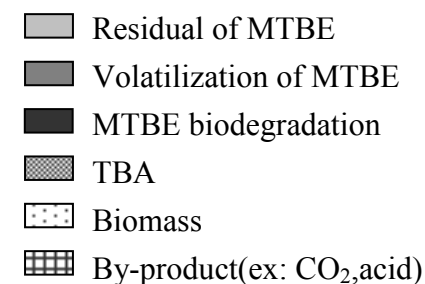 Residual of MTBE
Volatilization of MTBE
MTBE biodegradation
TBA
Biomass
By-product(ex: CO₂,acid)